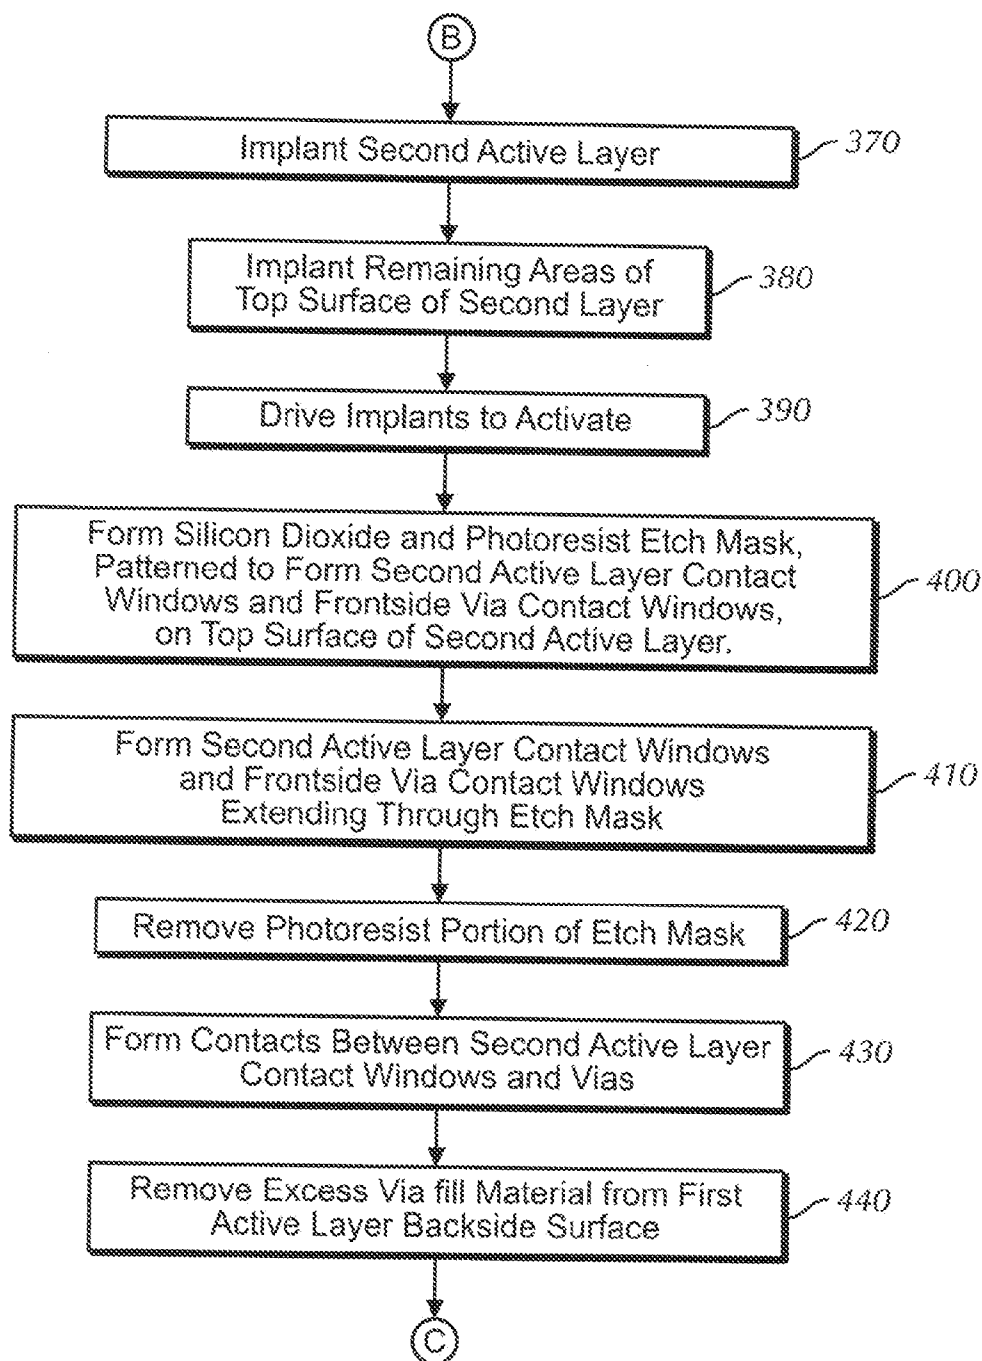 B
Implant Second Active Layer
370
Implant Remaining Areas of
Top Surface of Second Layer
380
Drive Implants to Activate
390
Form Silicon Dioxide and Photoresist Etch Mask,
Patterned to Form Second Active Layer Contact
Windows and Frontside Via Contact Windows,
on Top Surface of Second Active Layer.
400
Form Second Active Layer Contact Windows
and Frontside Via Contact Windows
Extending Through Etch Mask
410
Remove Photoresist Portion of Etch Mask
420
Form Contacts Between Second Active Layer
Contact Windows and Vias
430
Remove Excess Via fill Material from First
Active Layer Backside Surface
440
C